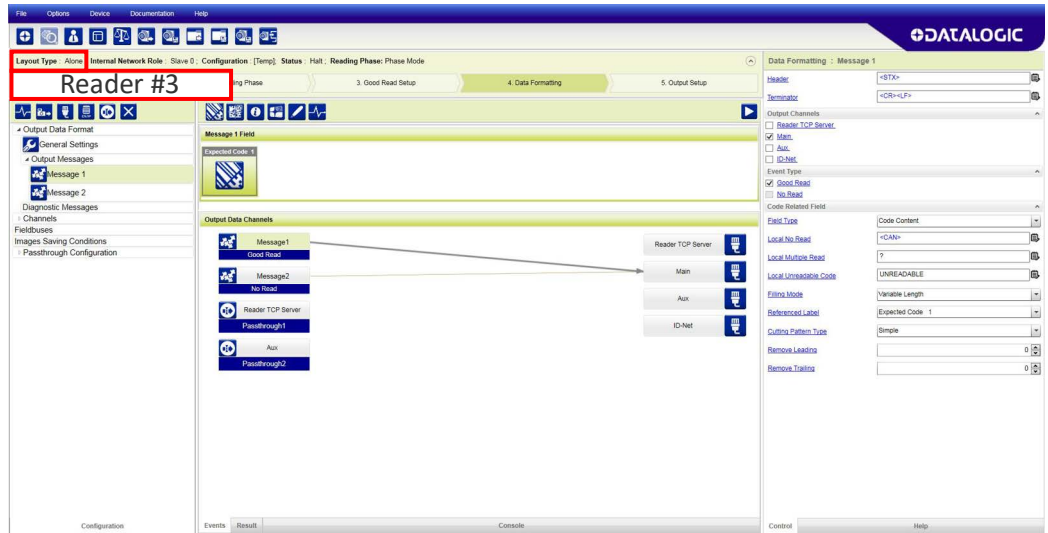 File Options Device Documentation Help
DATALOGIC
Layout Type : Alone Internal Network Role : Slave 0 ; Configuration : [Temp]; Status : Halt ; Reading Phase: Phase Mode
Reader #3
ing Phase
3. Good Read Setup
4. Data Formatting
5. Output Setup
Output Data Format
General Settings
Output Messages
Message 1
Message 2
Diagnostic Messages
Channels
Fieldbuses
Images Saving Conditions
Passthrough Configuration
Configuration
Message 1 Field
Expected Code 1
Output Data Channels
Message1
Good Read
Message2
No Read
Reader TCP Server
Passthrough1
Aux
Passthrough2
Reader TCP Server
Main
Aux
ID-Net
Events Result Console
Data Formatting : Message 1
Header <STX>
Terminator <CR><LF>
Output Channels
Reader TCP Server
Main
Aux
ID-Net
Event Type
Good Read
No Read
Code Related Field
Field Type Code Content
Local No Read <CAN>
Local Multiple Read ?
Local Unreadable Code UNREADABLE
Filling Mode Variable Length
Referenced Label Expected Code 1
Cutting Pattern Type Simple
Remove Leading 0
Remove Trailing 0
Control Help